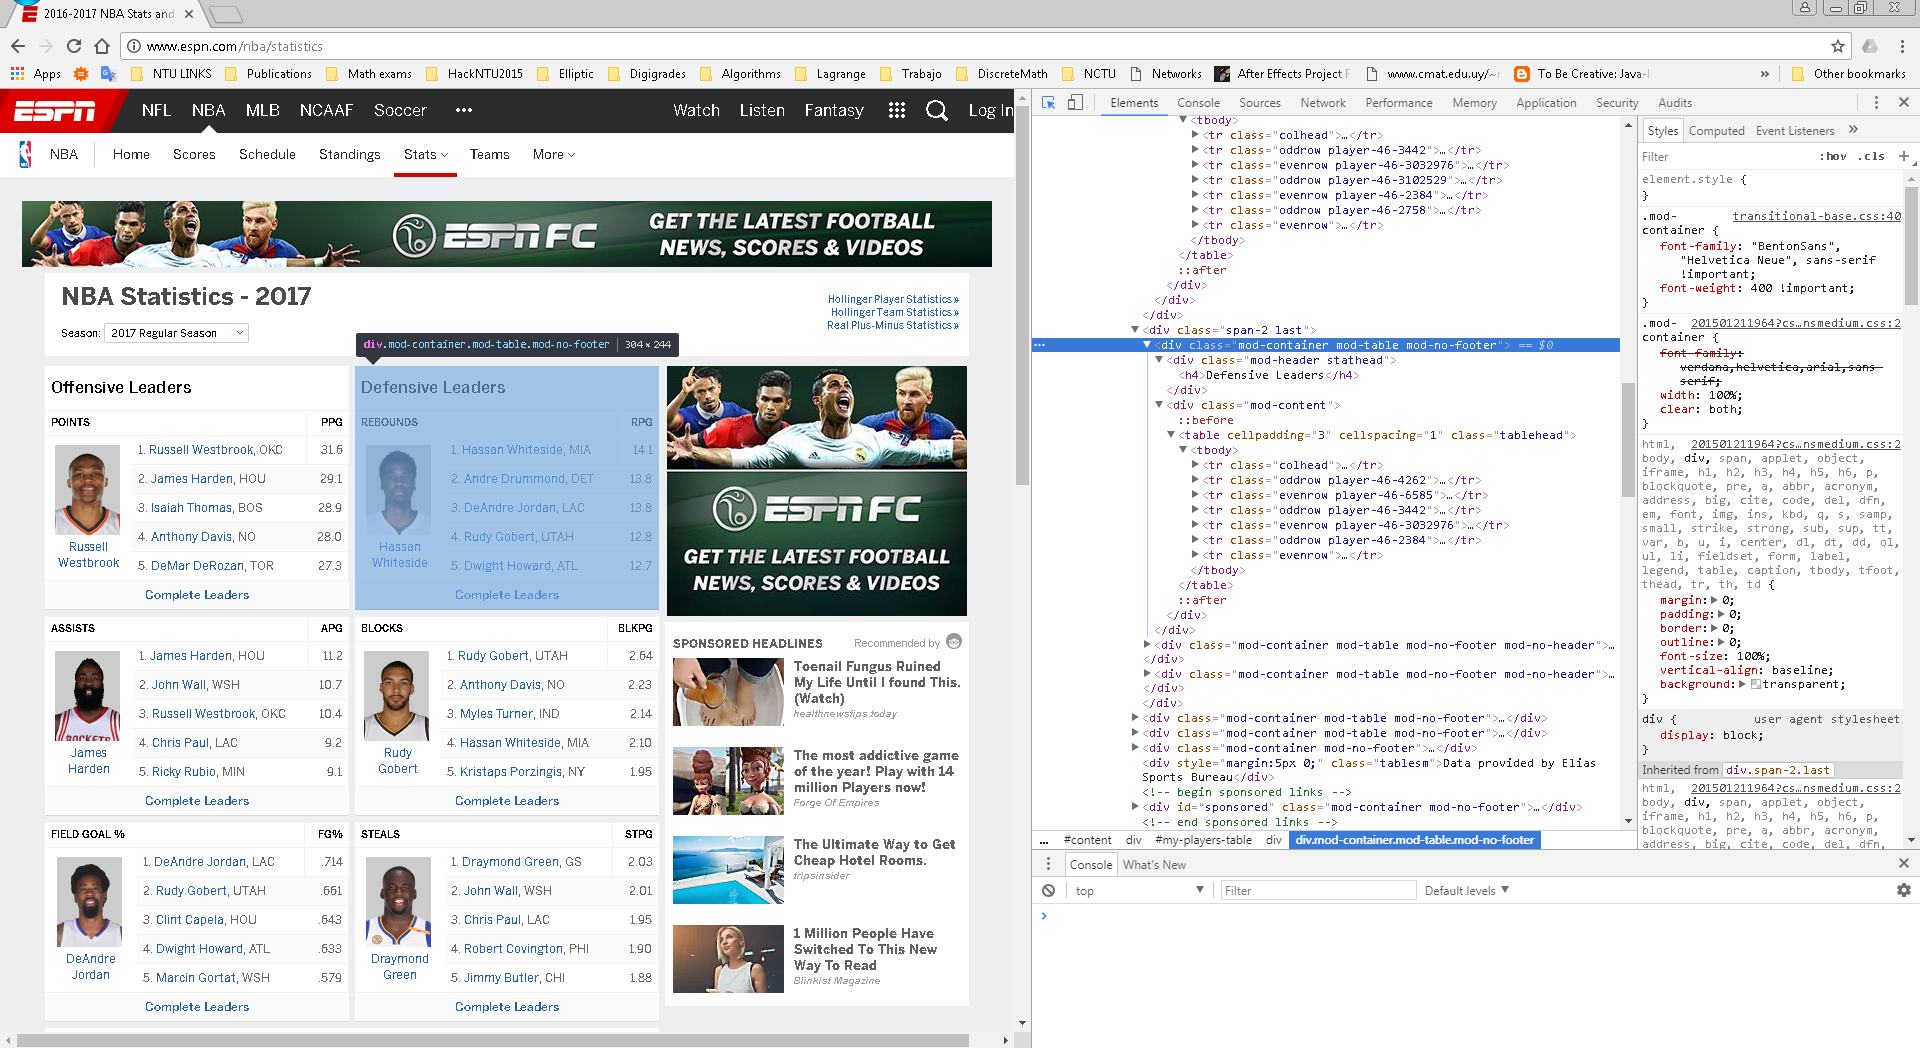 2016-2017 NBA Stats and
www.espn.com/nba/statistics
Apps NTU LINKS Publications Math exams HackNTU2015 Elliptic Digigrades Algorithms Lagrange Trabajo DiscreteMath NCTU Networks After Effects Project F www.cmat.edu.uy/~r To Be Creative: Java-I » Other bookmarks
ESPN NFL NBA MLB NCAAF Soccer ••• Watch Listen Fantasy Log In
NBA Home Scores Schedule Standings Stats Teams More
ESPN FC GET THE LATEST FOOTBALL
NEWS, SCORES & VIDEOS
NBA Statistics - 2017
Hollinger Player Statistics »
Hollinger Team Statistics »
Real Plus-Minus Statistics »
Season: 2017 Regular Season
div.mod-container.mod-table.mod-no-footer | 304 × 244
Offensive Leaders
POINTS PPG
1. Russell Westbrook, OKC 31.6
2. James Harden, HOU 29.1
3. Isaiah Thomas, BOS 28.9
4. Anthony Davis, NO 28.0
5. DeMar DeRozan, TOR 27.3
Russell
Westbrook
Complete Leaders
Defensive Leaders
REBOUNDS RPG
1. Hassan Whiteside, MIA 14.1
2. Andre Drummond, DET 13.8
3. DeAndre Jordan, LAC 13.8
4. Rudy Gobert, UTAH 12.8
5. Dwight Howard, ATL 12.7
Hassan
Whiteside
Complete Leaders
ASSISTS APG
1. James Harden, HOU 11.2
2. John Wall, WSH 10.7
3. Russell Westbrook, OKC 10.4
4. Chris Paul, LAC 9.2
5. Ricky Rubio, MIN 9.1
ROCKETS
James
Harden
Complete Leaders
BLOCKS BLKPG
1. Rudy Gobert, UTAH 2.64
2. Anthony Davis, NO 2.23
3. Myles Turner, IND 2.14
4. Hassan Whiteside, MIA 2.10
5. Kristaps Porzingis, NY 1.95
Rudy
Gobert
Complete Leaders
FIELD GOAL % FG%
1. DeAndre Jordan, LAC .714
2. Rudy Gobert, UTAH .661
3. Clint Capela, HOU .643
4. Dwight Howard, ATL .633
5. Marcin Gortat, WSH .579
DeAndre
Jordan
Complete Leaders
STEALS STPG
1. Draymond Green, GS 2.03
2. John Wall, WSH 2.01
3. Chris Paul, LAC 1.95
4. Robert Covington, PHI 1.90
5. Jimmy Butler, CHI 1.88
Draymond
Green
Complete Leaders
ESPN FC
GET THE LATEST FOOTBALL
NEWS, SCORES & VIDEOS
SPONSORED HEADLINES Recommended by
Toenail Fungus Ruined
My Life Until I found This.
(Watch)
healthnewstips.today
The most addictive game
of the year! Play with 14
million Players now!
Forge Of Empires
The Ultimate Way to Get
Cheap Hotel Rooms.
tripsinsider
1 Million People Have
Switched To This New
Way To Read
Blinkist Magazine
Elements Console Sources Network Performance Memory Application Security Audits
<tbody>
<tr class="colhead">…</tr>
<tr class="oddrow player-46-3442">…</tr>
<tr class="evenrow player-46-3032976">…</tr>
<tr class="oddrow player-46-3102529">…</tr>
<tr class="evenrow player-46-2384">…</tr>
<tr class="oddrow player-46-2758">…</tr>
<tr class="evenrow">…</tr>
</tbody>
</table>
::after
</div>
</div>
</div>
<div class="span-2 last">
… <div class="mod-container mod-table mod-no-footer"> == $0
<div class="mod-header stathead">
<h4>Defensive Leaders</h4>
</div>
<div class="mod-content">
::before
<table cellpadding="3" cellspacing="1" class="tablehead">
<tbody>
<tr class="colhead">…</tr>
<tr class="oddrow player-46-4262">…</tr>
<tr class="evenrow player-46-6585">…</tr>
<tr class="oddrow player-46-3442">…</tr>
<tr class="evenrow player-46-3032976">…</tr>
<tr class="oddrow player-46-2384">…</tr>
<tr class="evenrow">…</tr>
</tbody>
</table>
::after
</div>
</div>
<div class="mod-container mod-table mod-no-footer mod-no-header">…
</div>
<div class="mod-container mod-table mod-no-footer mod-no-header">…
</div>
</div>
<div class="mod-container mod-table mod-no-footer">…</div>
<div class="mod-container mod-table mod-no-footer">…</div>
<div class="mod-container mod-no-footer">…</div>
<div style="margin:5px 0;" class="tablesm">Data provided by Elias
Sports Bureau</div>
<!-- begin sponsored links -->
<div id="sponsored" class="mod-container mod-no-footer">…</div>
<!-- end sponsored links -->
... #content div #my-players-table div div.mod-container.mod-table.mod-no-footer
Styles Computed Event Listeners »
Filter :hov .cls +
element.style {
}
.mod- transitional-base.css:40
container {
font-family: "BentonSans",
"Helvetica Neue", sans-serif
!important;
font-weight: 400 !important;
}
.mod- 201501211964?cs…nsmedium.css:2
container {
font-family:
verdana,helvetica,arial,sans-
serif;
width: 100%;
clear: both;
}
html, 201501211964?cs…nsmedium.css:2
body, div, span, applet, object,
iframe, h1, h2, h3, h4, h5, h6, p,
blockquote, pre, a, abbr, acronym,
address, big, cite, code, del, dfn,
em, font, img, ins, kbd, q, s, samp,
small, strike, strong, sub, sup, tt,
var, b, u, i, center, dl, dt, dd, ol,
ul, li, fieldset, form, label,
legend, table, caption, tbody, tfoot,
thead, tr, th, td {
margin: 0;
padding: 0;
border: 0;
outline: 0;
font-size: 100%;
vertical-align: baseline;
background: transparent;
}
div { user agent stylesheet
display: block;
}
Inherited from div.span-2.last
html, 201501211964?cs…nsmedium.css:2
body, div, span, applet, object,
iframe, h1, h2, h3, h4, h5, h6, p,
blockquote, pre, a, abbr, acronym,
address, big, cite, code, del, dfn,
Console What's New
top Filter Default levels